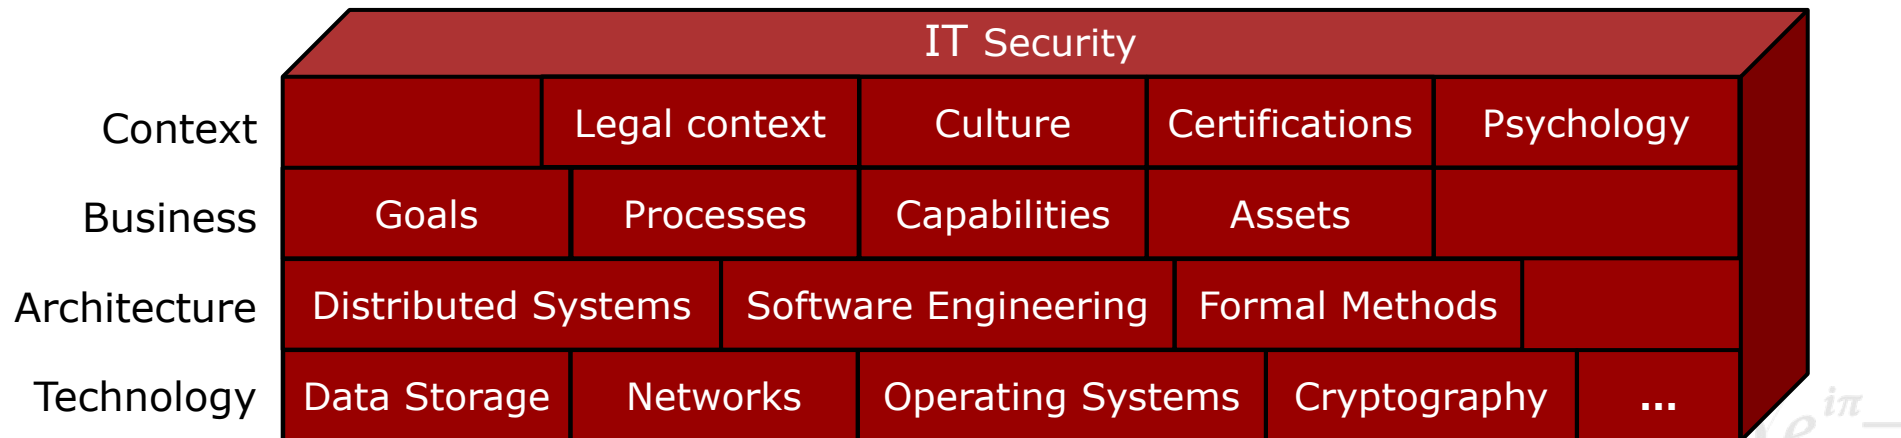 IT Security
Context Legal context Culture Certifications Psychology
Business Goals Processes Capabilities Assets
Architecture Distributed Systems Software Engineering Formal Methods
Technology Data Storage Networks Operating Systems Cryptography ...
e^{iπ} –